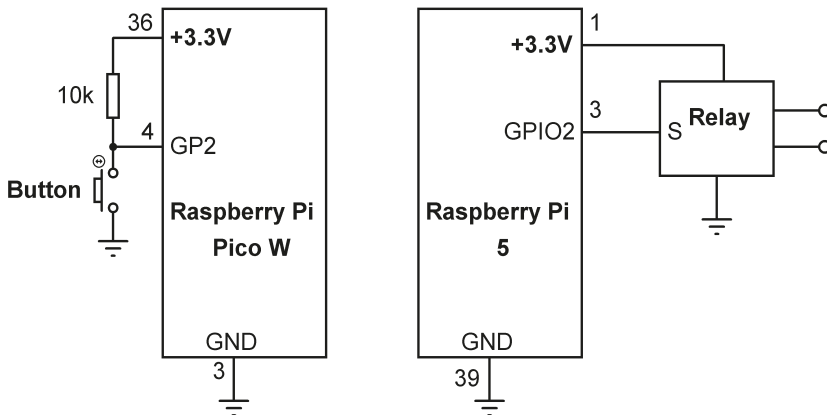 36
+3.3V
10k
4
GP2
Button
Raspberry Pi
Pico W
GND
3
1
+3.3V
3
GPIO2
S
Relay
Raspberry Pi
5
GND
39